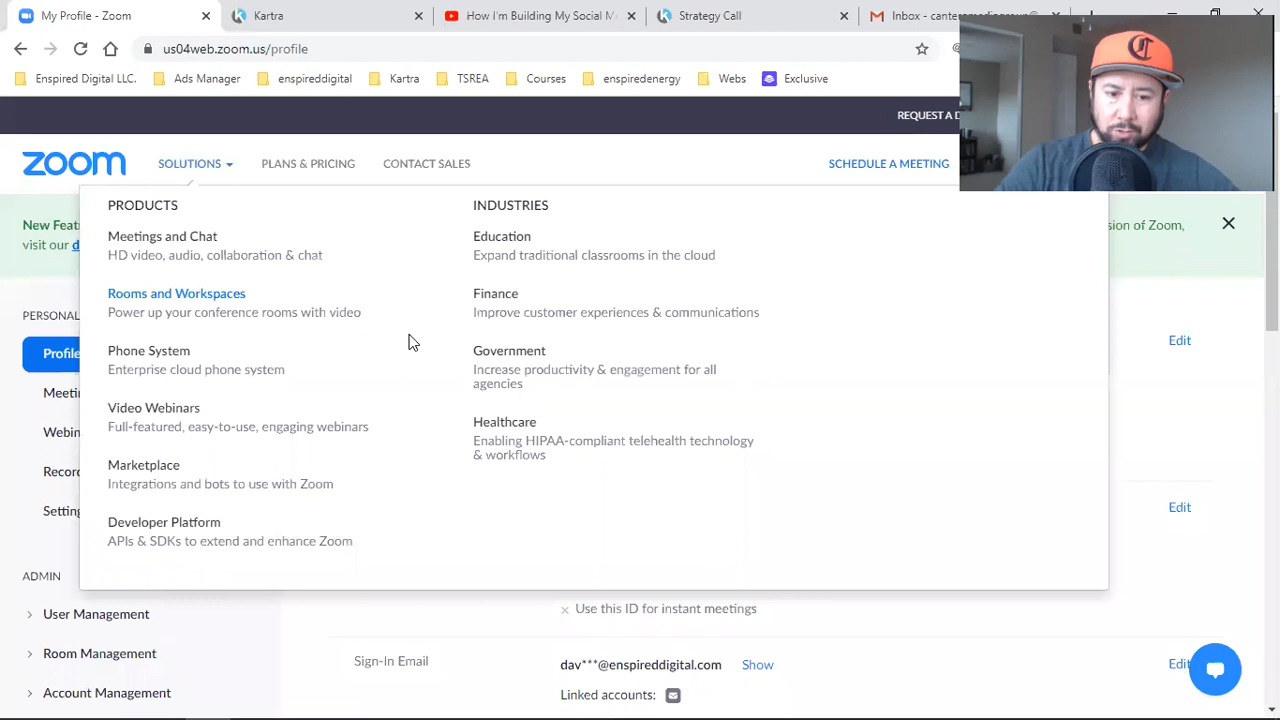 My Profile - Zoom
Kartra
How I'm Building My Social M
Strategy Call
Inbox - canter
us04web.zoom.us/profile
Enspired Digital LLC.
Ads Manager
enspireddigital
Kartra
TSREA
Courses
enspiredenergy
Webs
Exclusive
REQUEST A D
zoom
SOLUTIONS
PLANS & PRICING
CONTACT SALES
SCHEDULE A MEETING
New Feat
visit our d
sion of Zoom,
PRODUCTS
Meetings and Chat
HD video, audio, collaboration & chat
Rooms and Workspaces
Power up your conference rooms with video
Phone System
Enterprise cloud phone system
Video Webinars
Full-featured, easy-to-use, engaging webinars
Marketplace
Integrations and bots to use with Zoom
Developer Platform
APIs & SDKs to extend and enhance Zoom
INDUSTRIES
Education
Expand traditional classrooms in the cloud
Finance
Improve customer experiences & communications
Government
Increase productivity & engagement for all
agencies
Healthcare
Enabling HIPAA-compliant telehealth technology
& workflows
PERSONAL
Profile
Meeti
Webin
Record
Setting
ADMIN
User Management
Room Management
Account Management
Edit
Edit
Use this ID for instant meetings
Sign-In Email
dav***@enspireddigital.com
Show
Edit
Linked accounts:
C